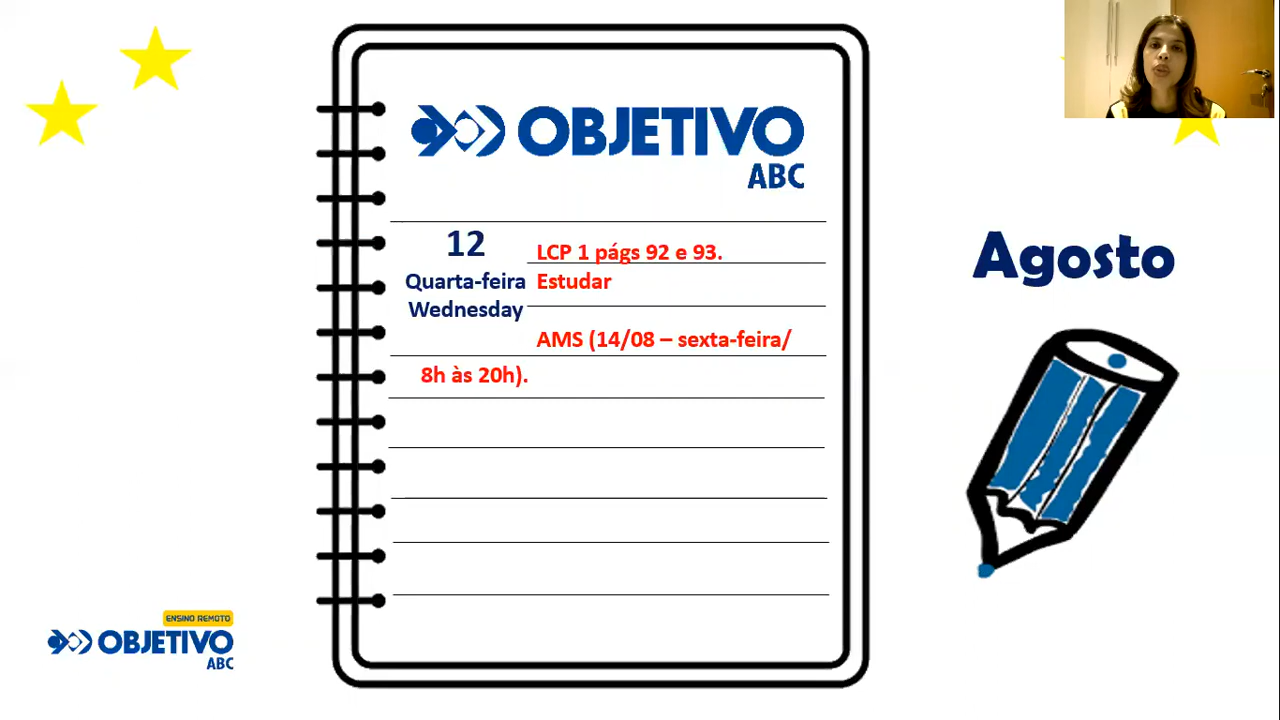 OBJETIVO
ABC
12
Quarta-feira
Wednesday
LCP 1 págs 92 e 93.
Estudar
AMS (14/08 – sexta-feira/
8h às 20h).
Agosto
ENSINO REMOTO
OBJETIVO
ABC